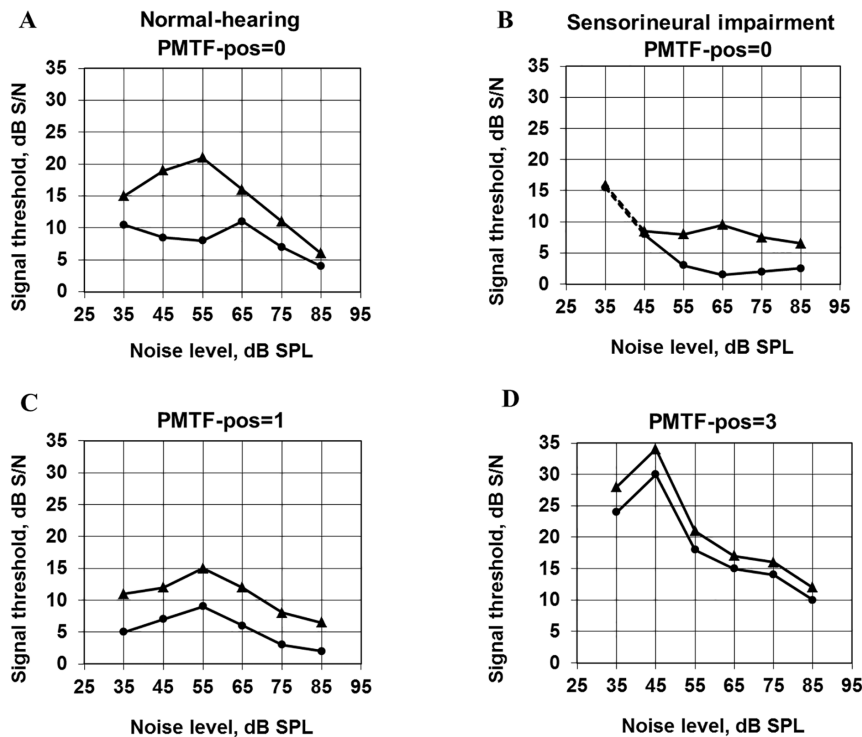 A
Normal-hearing
PMTF-pos=0
Signal threshold, dB S/N
35
30
25
20
15
10
5
0
25 35 45 55 65 75 85 95
Noise level, dB SPL
B
Sensorineural impairment
PMTF-pos=0
Signal threshold, dB S/N
35
30
25
20
15
10
5
0
25 35 45 55 65 75 85 95
Noise level, dB SPL
C
PMTF-pos=1
Signal threshold, dB S/N
35
30
25
20
15
10
5
0
25 35 45 55 65 75 85 95
Noise level, dB SPL
D
PMTF-pos=3
Signal threshold, dB S/N
35
30
25
20
15
10
5
0
25 35 45 55 65 75 85 95
Noise level, dB SPL